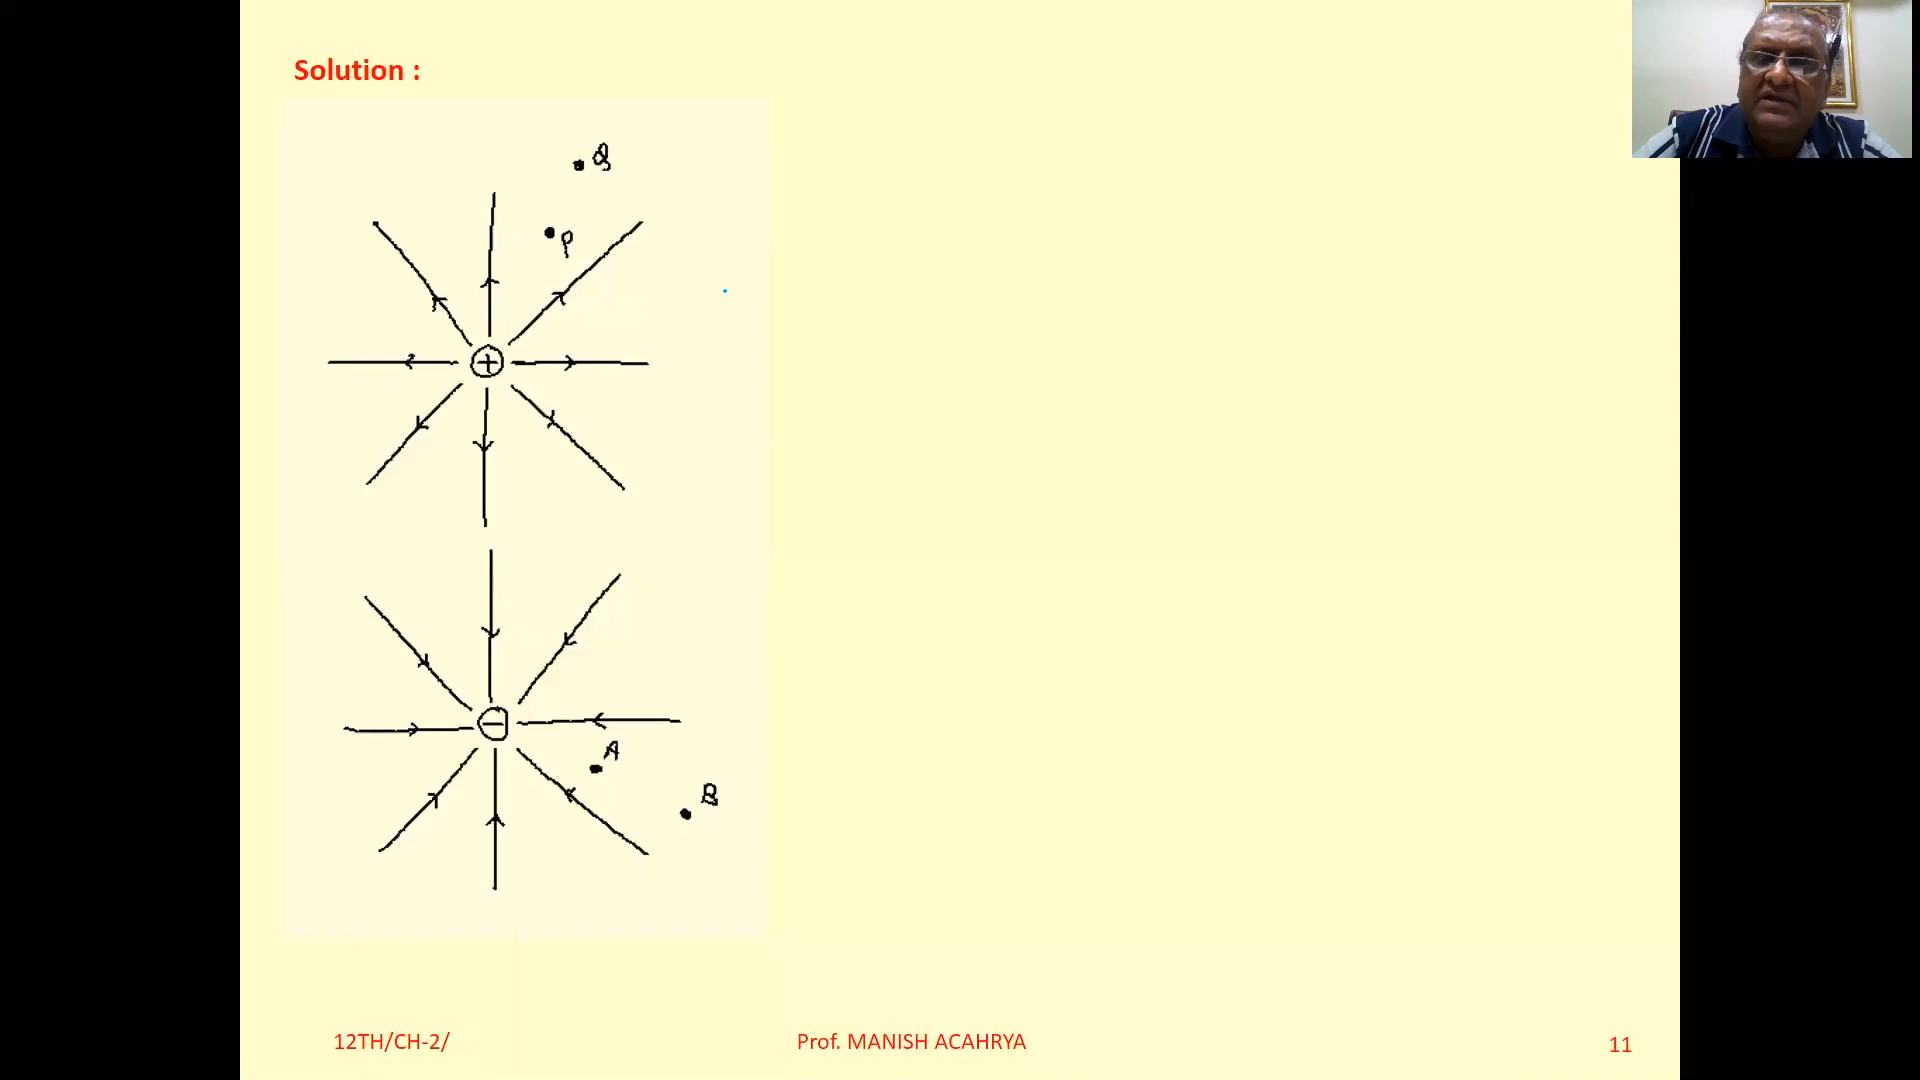 Solution :
Q
P
+
−
A
B
12TH/CH-2/
Prof. MANISH ACAHRYA
11